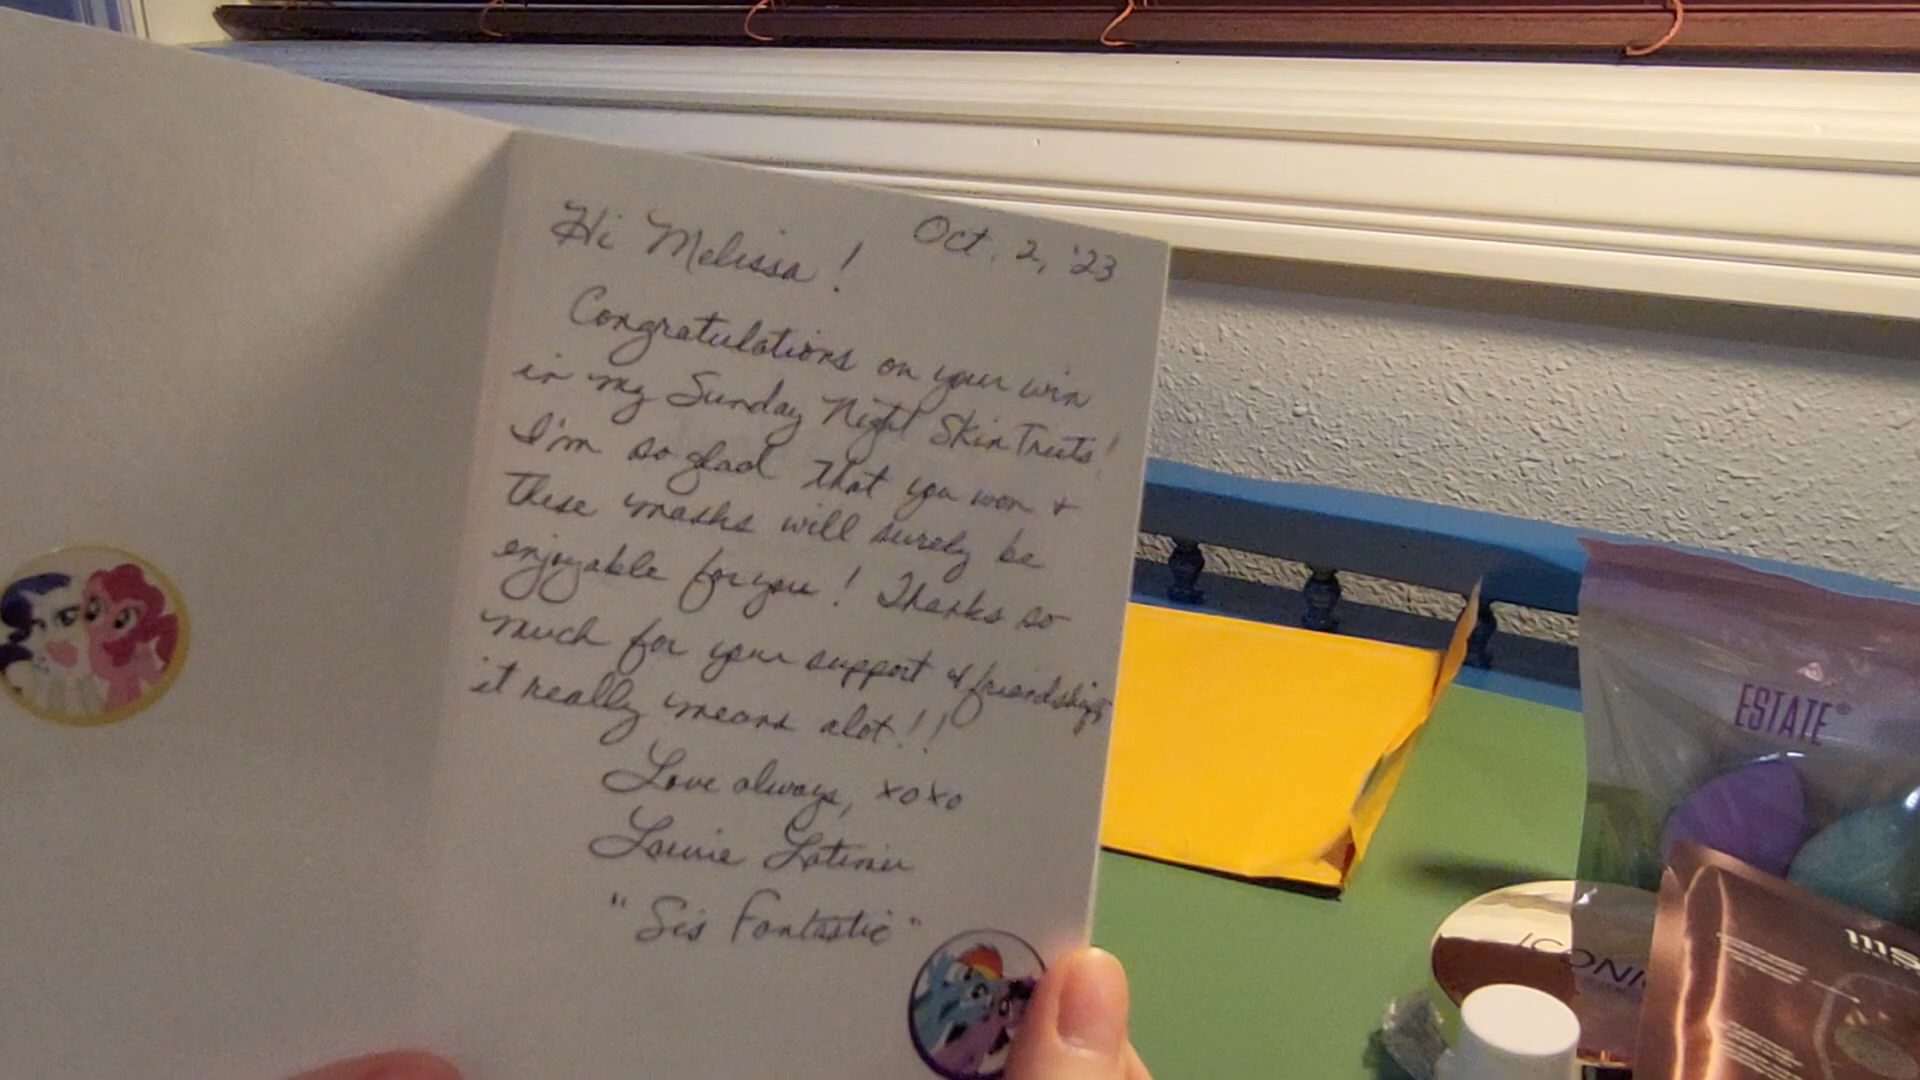 Hi Melissa!
Oct. 2, '23
Congratulations on your win
in my Sunday Night Skin Treats!
I'm so glad that you won +
these masks will surely be
enjoyable for you! Thanks so
much for your support & friendship,
it really means alot!!
Love always, xoxo
Laurie Latimer
"Sis Fantastic"
ESTATE®
ICONI